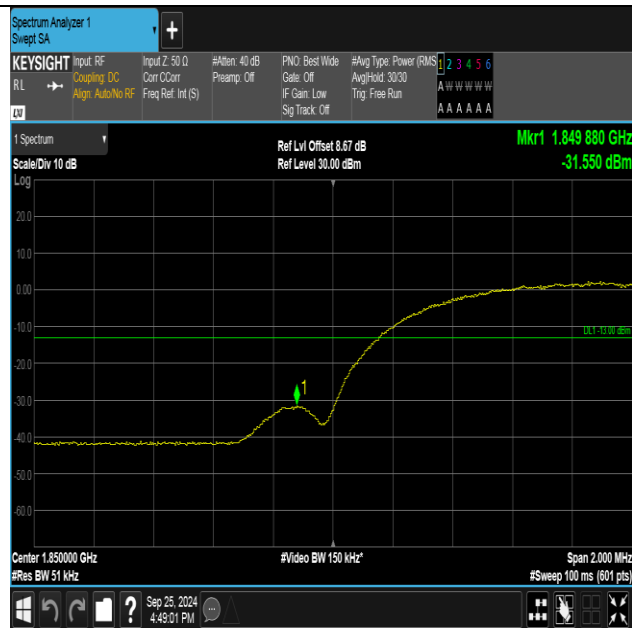 Spectrum Analyzer 1
Swept SA
+
KEYSIGHT
RL
LXI
Input: RF
Coupling: DC
Align: Auto/No RF
Input Z: 50 Ω
Corr CCorr
Freq Ref: Int (S)
#Atten: 40 dB
Preamp: Off
PNO: Best Wide
Gate: Off
IF Gain: Low
Sig Track: Off
#Avg Type: Power (RMS
Avg|Hold: 30/30
Trig: Free Run
1 2 3 4 5 6
A W W W W W
A A A A A A
1 Spectrum
Scale/Div 10 dB
Log
Ref Lvl Offset 8.67 dB
Ref Level 30.00 dBm
Mkr1 1.849 880 GHz
-31.550 dBm
20.0
10.0
0.00
-10.0
DL1 -13.00 dBm
-20.0
-30.0
1
-40.0
-50.0
-60.0
Center 1.850000 GHz
#Video BW 150 kHz*
Span 2.000 MHz
#Res BW 51 kHz
#Sweep 100 ms (601 pts)
?
Sep 25, 2024
4:49:01 PM